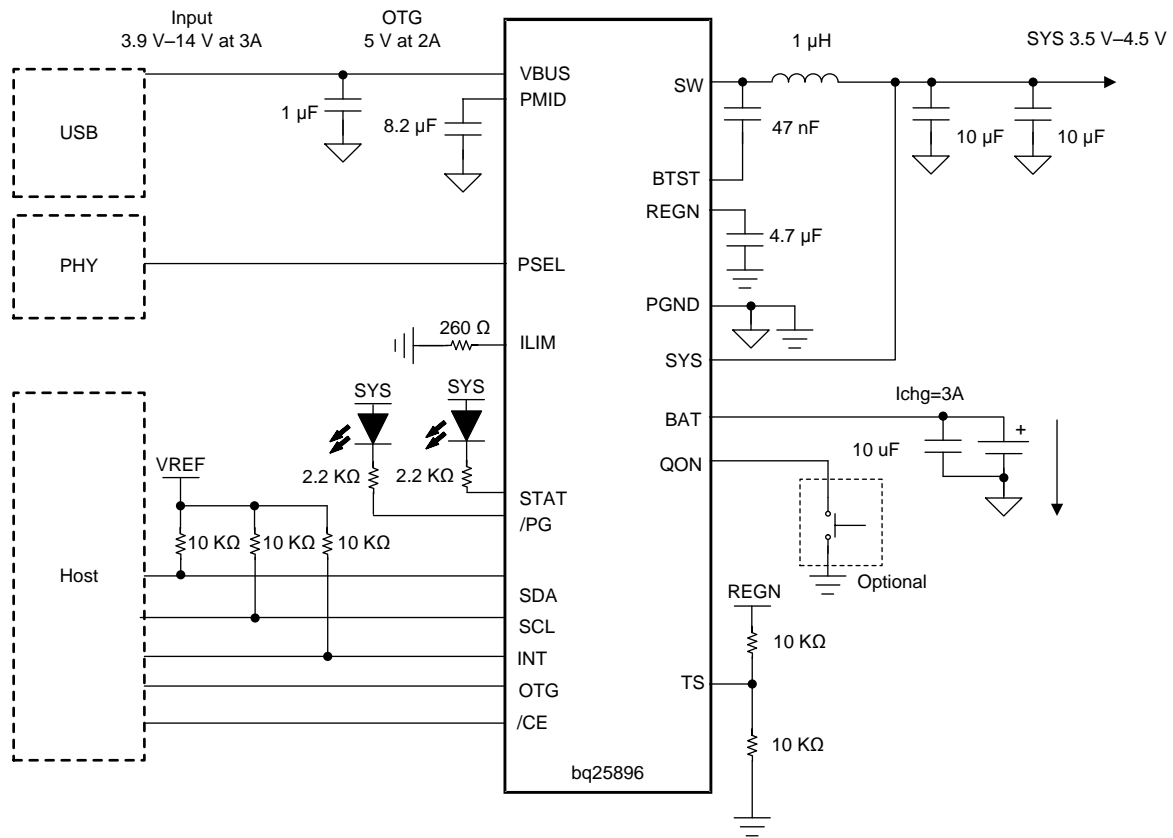 Input
3.9 V–14 V at 3A
OTG
5 V at 2A
1 µH
SYS 3.5 V–4.5 V
USB
VBUS
PMID
1 µF
8.2 µF
SW
47 nF
10 µF
10 µF
BTST
REGN
4.7 µF
PHY
PSEL
PGND
260 Ω
ILIM
SYS
SYS
SYS
Ichg=3A
BAT
10 uF
+
QON
VREF
2.2 KΩ
2.2 KΩ
STAT
/PG
10 KΩ
10 KΩ
10 KΩ
Host
Optional
SDA
REGN
SCL
10 KΩ
INT
TS
OTG
/CE
10 KΩ
bq25896